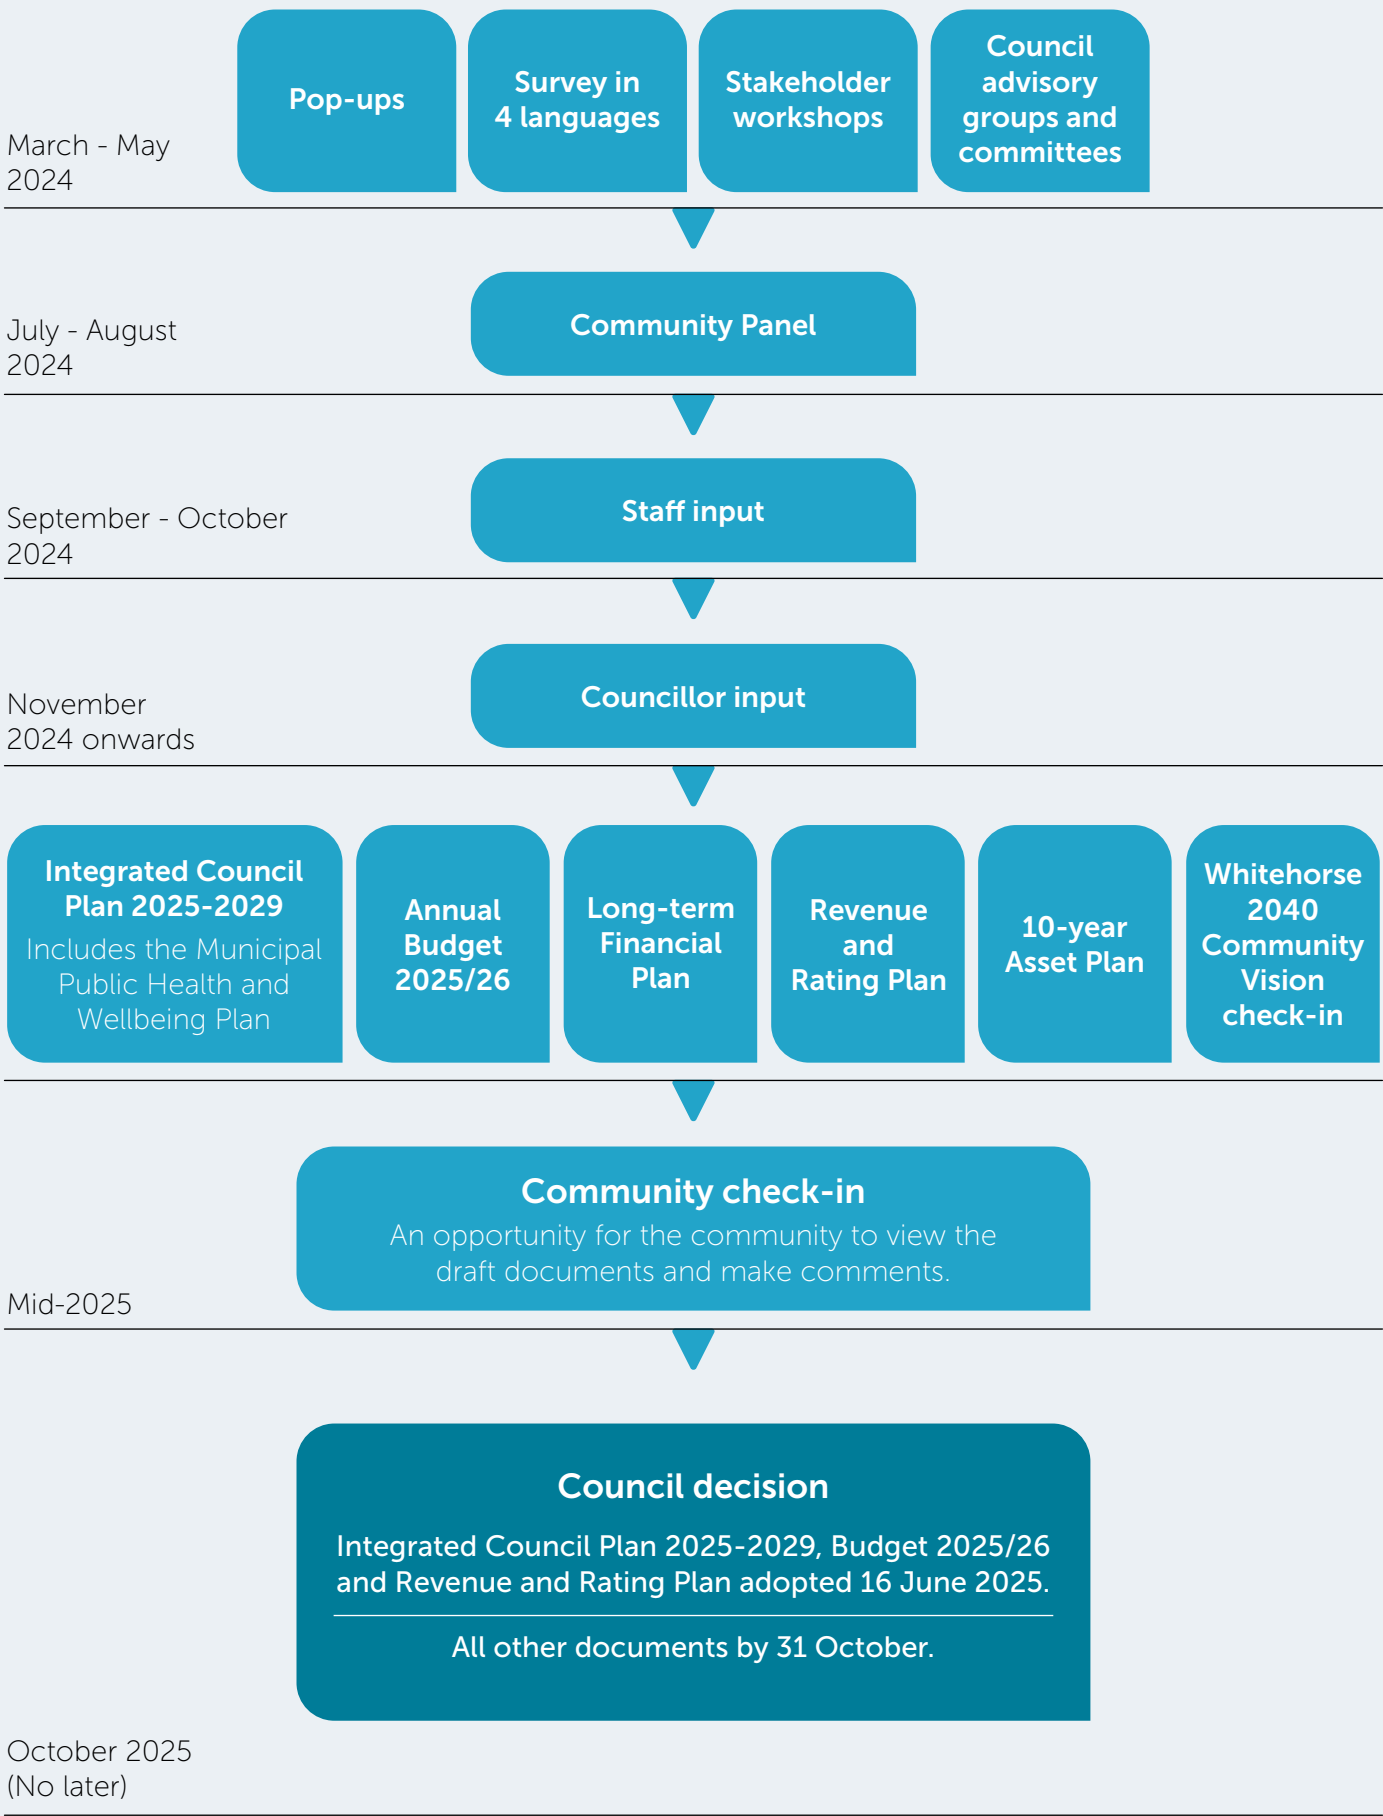 March - May
2024
Pop-ups
Survey in
4 languages
Stakeholder
workshops
Council
advisory
groups and
committees
July - August
2024
Community Panel
September - October
2024
Staff input
November
2024 onwards
Councillor input
Integrated Council
Plan 2025-2029
Includes the Municipal
Public Health and
Wellbeing Plan
Annual
Budget
2025/26
Long-term
Financial
Plan
Revenue
and
Rating Plan
10-year
Asset Plan
Whitehorse
2040
Community
Vision
check-in
Mid-2025
Community check-in
An opportunity for the community to view the
draft documents and make comments.
Council decision
Integrated Council Plan 2025-2029, Budget 2025/26
and Revenue and Rating Plan adopted 16 June 2025.
All other documents by 31 October.
October 2025
(No later)